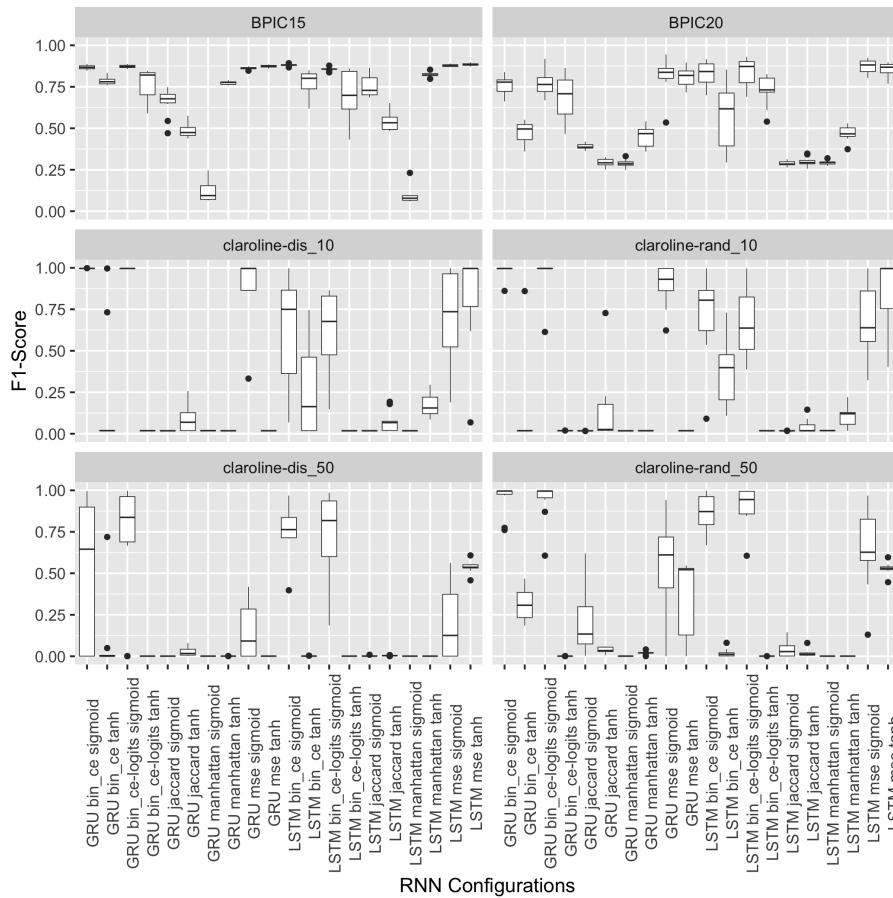 BPIC15
BPIC20
1.00
0.75
0.50
0.25
0.00
claroline-dis_10
claroline-rand_10
1.00
0.75
0.50
0.25
0.00
claroline-dis_50
claroline-rand_50
1.00
0.75
0.50
0.25
0.00
F1-Score
GRU bin_ce sigmoid
GRU bin_ce tanh
GRU bin_ce-logits sigmoid
GRU bin_ce-logits tanh
GRU jaccard sigmoid
GRU jaccard tanh
GRU manhattan sigmoid
GRU manhattan tanh
GRU mse sigmoid
GRU mse tanh
LSTM bin_ce sigmoid
LSTM bin_ce tanh
LSTM bin_ce-logits sigmoid
LSTM bin_ce-logits tanh
LSTM jaccard sigmoid
LSTM jaccard tanh
LSTM manhattan sigmoid
LSTM manhattan tanh
LSTM mse sigmoid
LSTM mse tanh
GRU bin_ce sigmoid
GRU bin_ce tanh
GRU bin_ce-logits sigmoid
GRU bin_ce-logits tanh
GRU jaccard sigmoid
GRU jaccard tanh
GRU manhattan sigmoid
GRU manhattan tanh
GRU mse sigmoid
GRU mse tanh
LSTM bin_ce sigmoid
LSTM bin_ce tanh
LSTM bin_ce-logits sigmoid
LSTM bin_ce-logits tanh
LSTM jaccard sigmoid
LSTM jaccard tanh
LSTM manhattan sigmoid
LSTM manhattan tanh
LSTM mse sigmoid
LSTM mse tanh
RNN Configurations